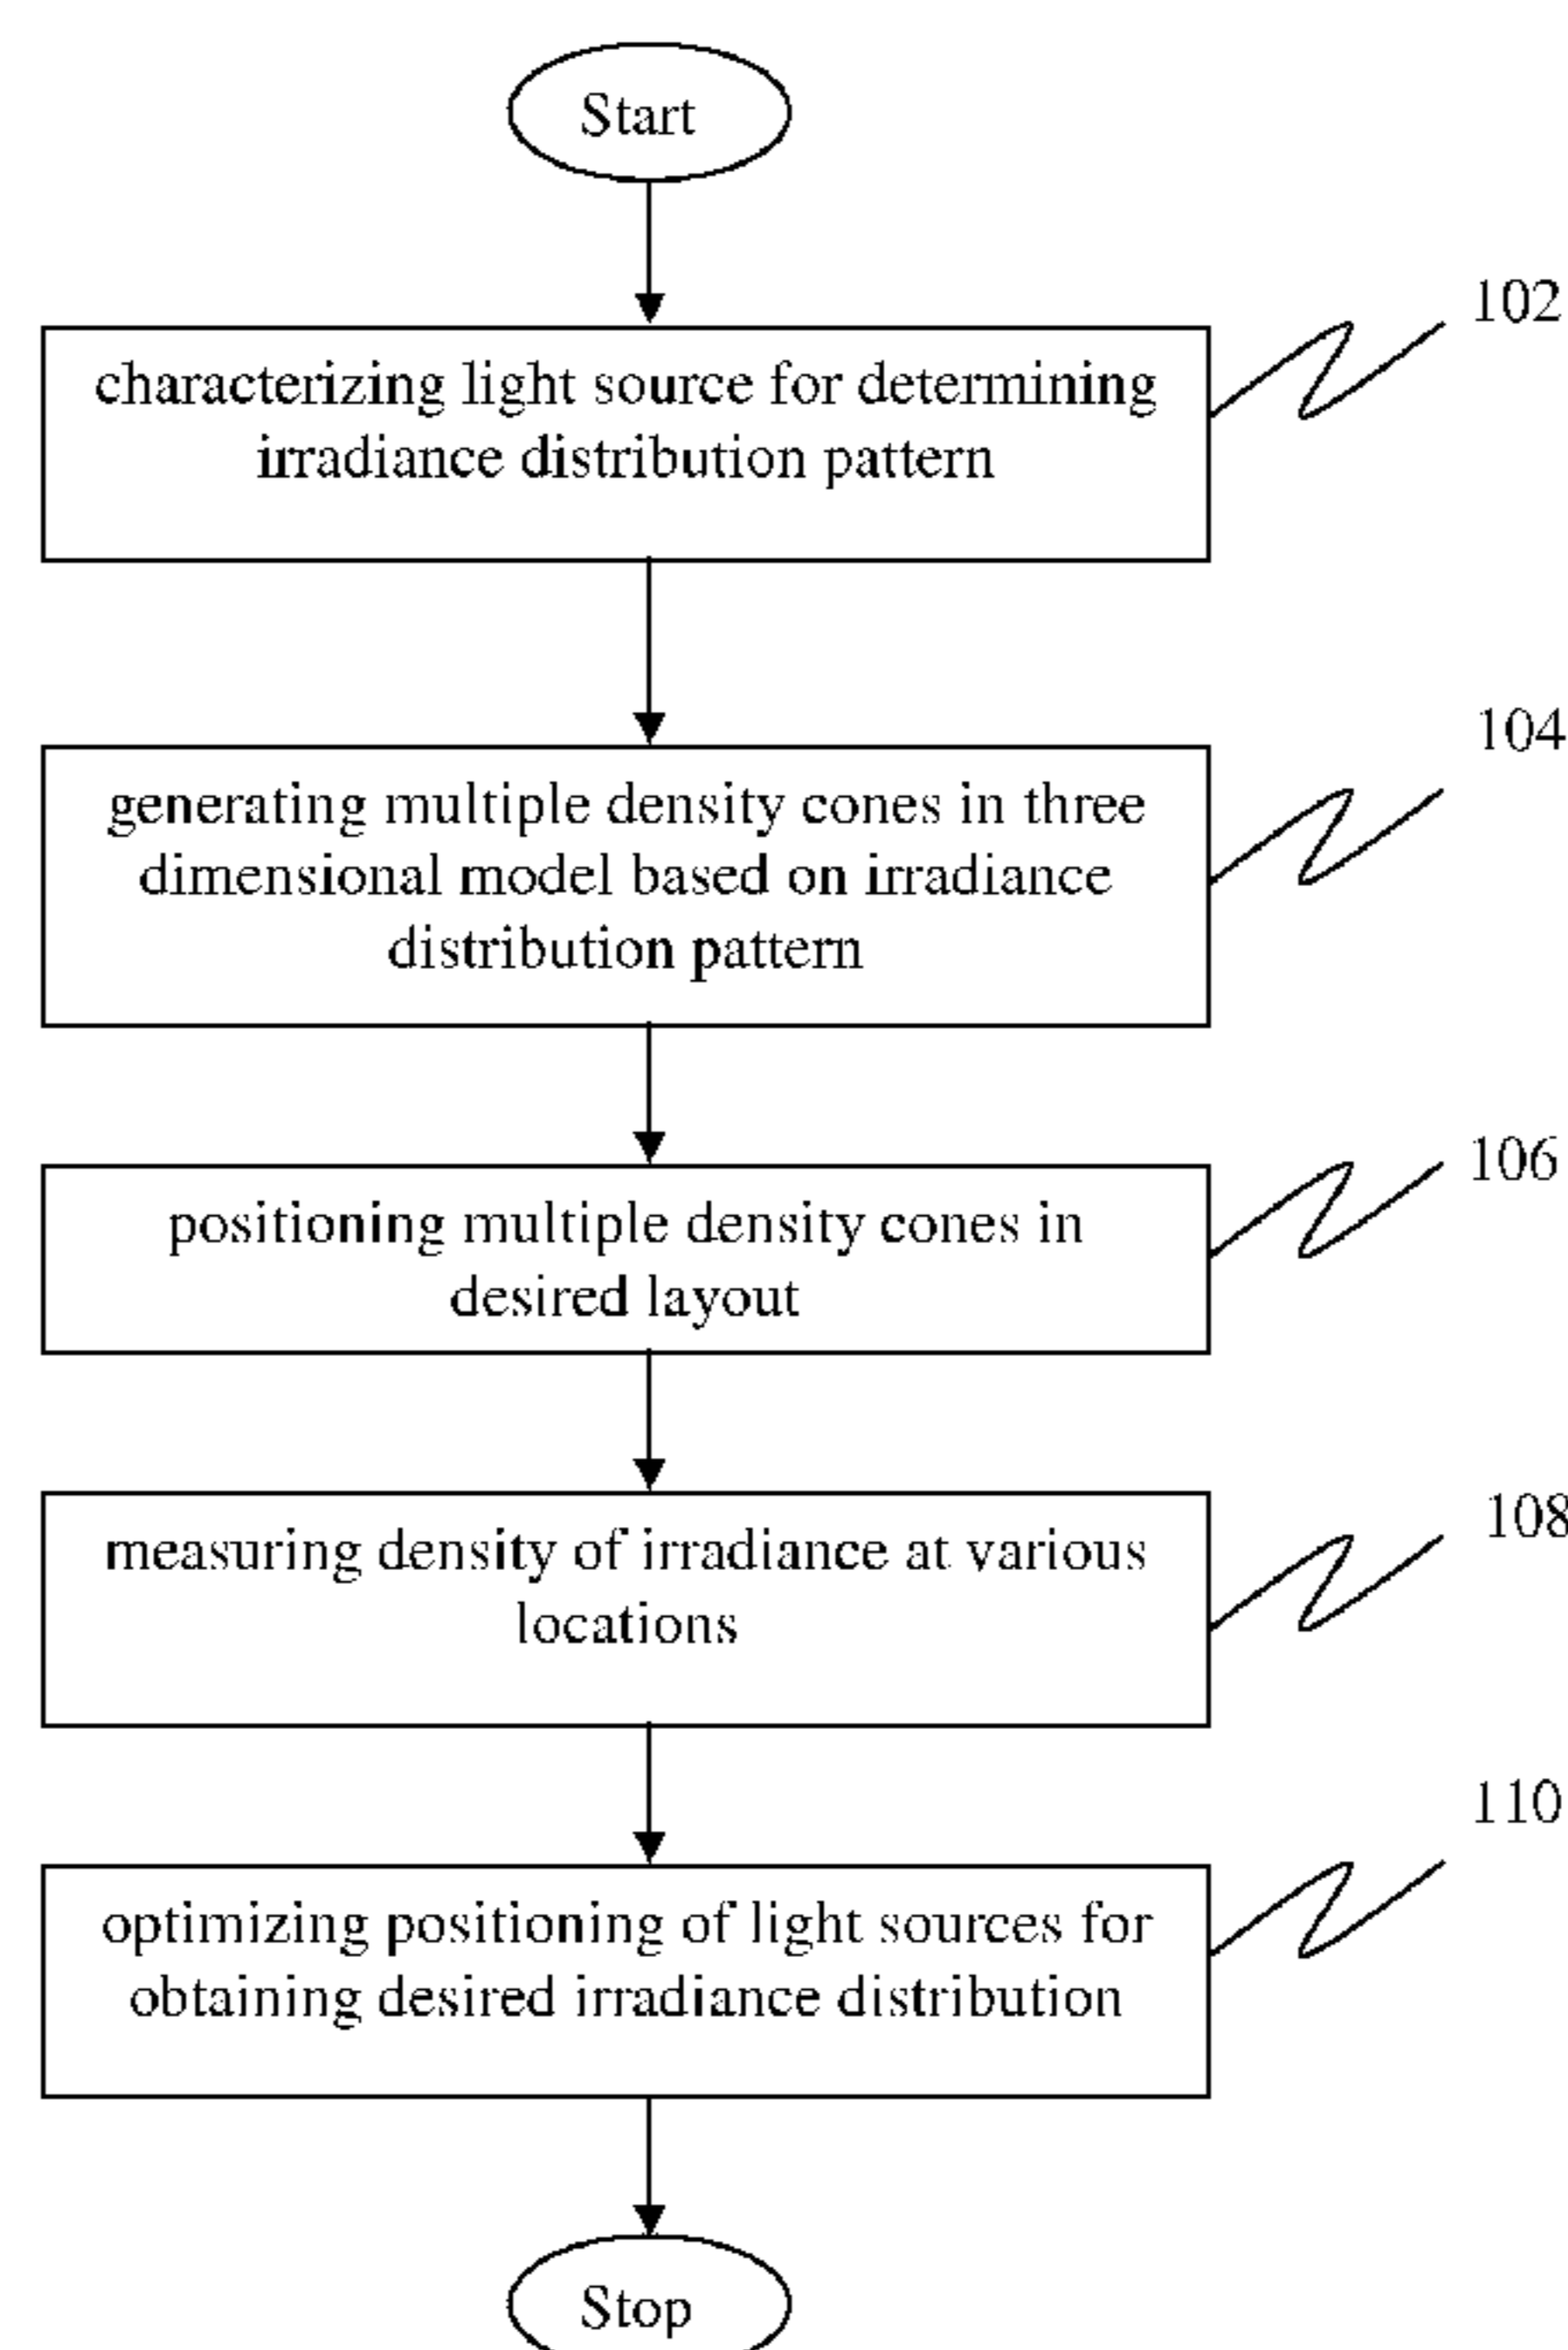 Start
102
characterizing light source for determining
irradiance distribution pattern
104
generating multiple density cones in three
dimensional model based on irradiance
distribution pattern
106
positioning multiple density cones in
desired layout
108
measuring density of irradiance at various
locations
110
optimizing positioning of light sources for
obtaining desired irradiance distribution
Stop